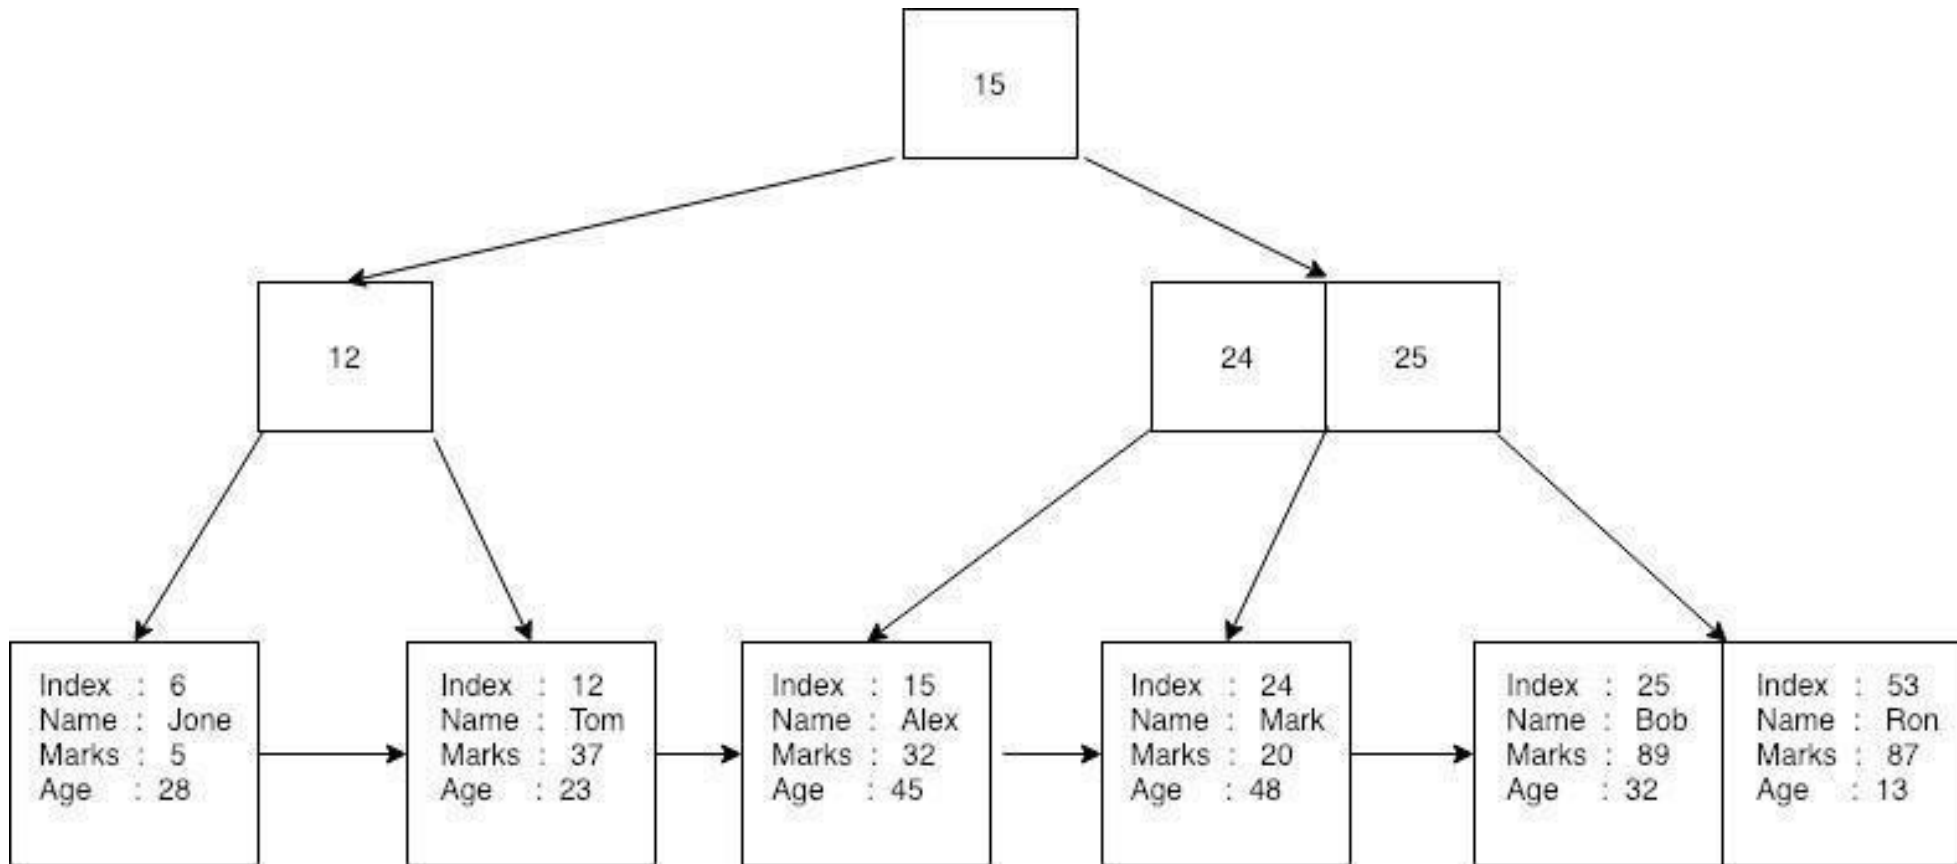 15
12
24 25
Index : 6
Name : Jone
Marks : 5
Age : 28
Index : 12
Name : Tom
Marks : 37
Age : 23
Index : 15
Name : Alex
Marks : 32
Age : 45
Index : 24
Name : Mark
Marks : 20
Age : 48
Index : 25
Name : Bob
Marks : 89
Age : 32
Index : 53
Name : Ron
Marks : 87
Age : 13